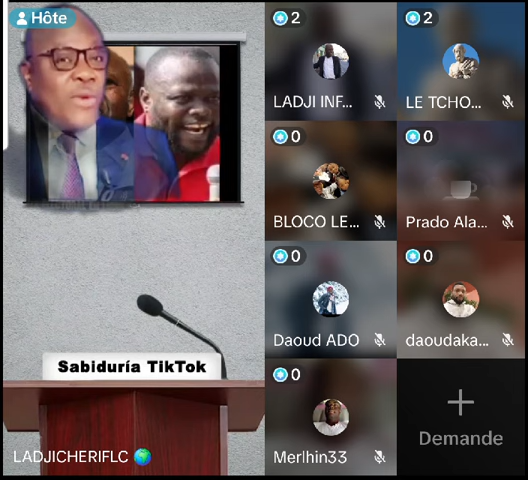 Hôte
2
LADJI INF...
2
LE TCHO...
0
BLOCO LE...
0
Prado Ala...
0
Daoud ADO
0
daoudaka...
0
Merlhin33
Demande
Sabiduría TikTok
LADJICHERIFLC